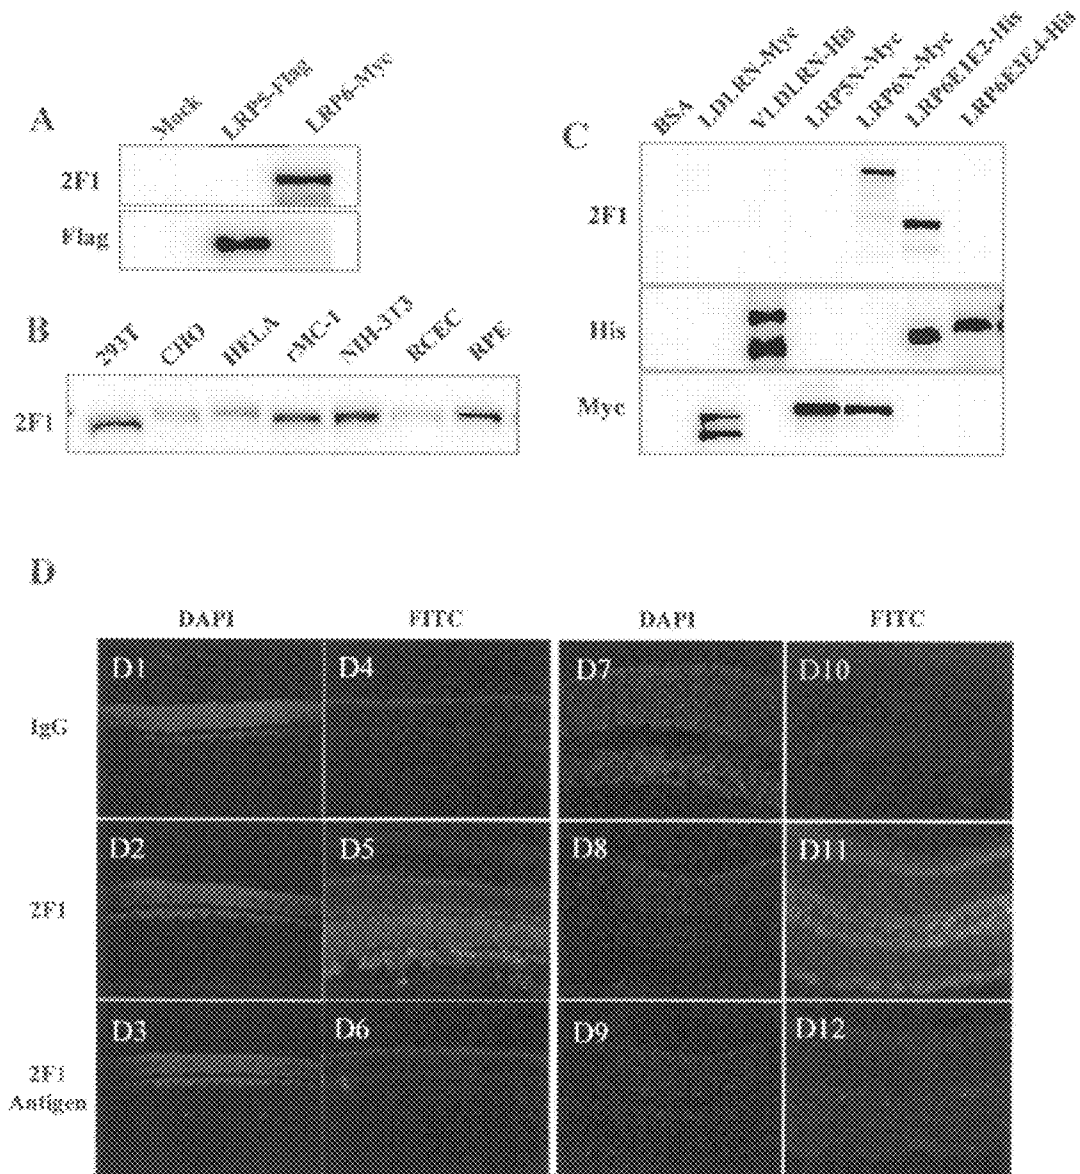 A
Mock
LRP5-Flag
LRP6-Myc
2F1
Flag
B
293T
CHO
HELA
rMC-1
NIH-3T3
RCEC
RPE
2F1
C
BSA
LDLRN-Myc
VLDLRN-His
LRP5N-Myc
LRP6N-Myc
LRP6E1E2-His
LRP6E3E4-His
2F1
His
Myc
D
DAPI FITC DAPI FITC
D1 D4 D7 D10
IgG
D2 D5 D8 D11
2F1
D3 D6 D9 D12
2F1
Antigen